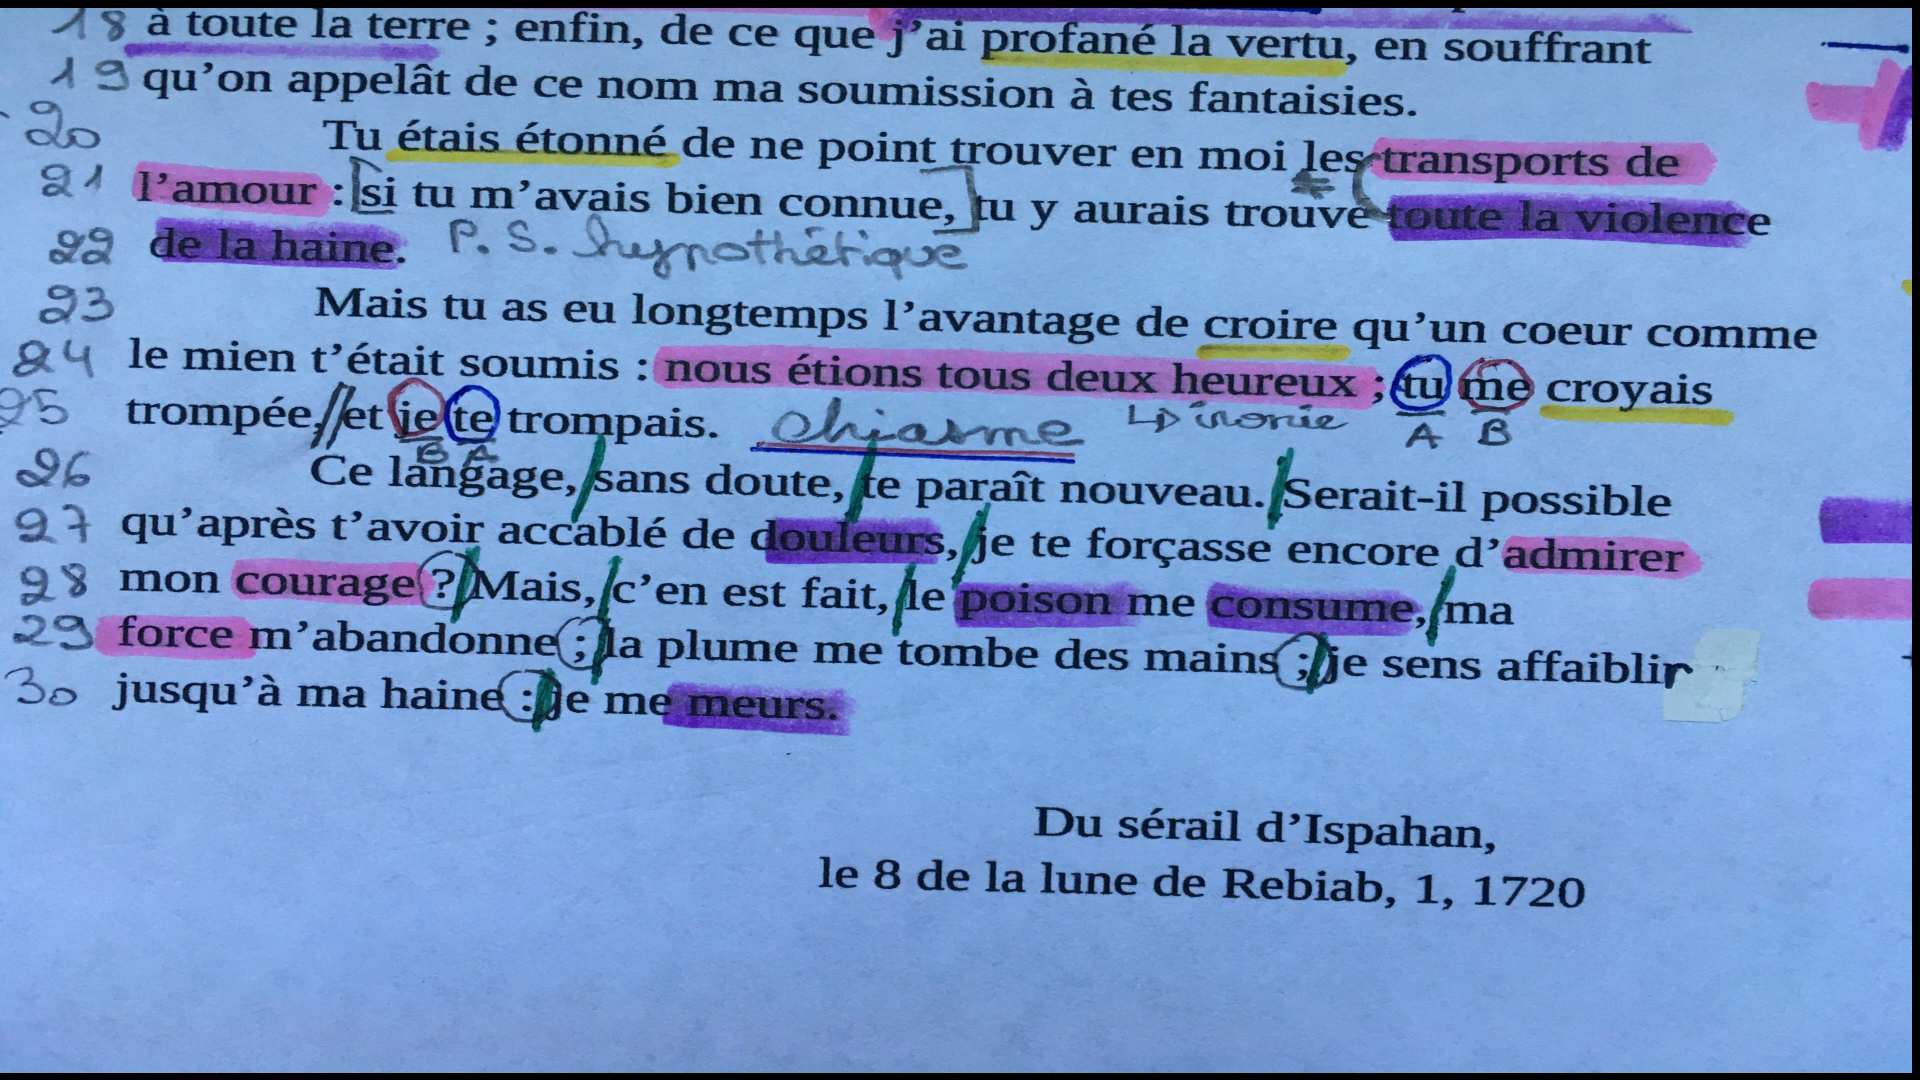 18 à toute la terre ; enfin, de ce que j'ai profané la vertu, en souffrant
19 qu'on appelât de ce nom ma soumission à tes fantaisies.
20 Tu étais étonné de ne point trouver en moi les transports de
21 l'amour : si tu m'avais bien connue, tu y aurais trouvé toute la violence
22 de la haine. P. S. hypothétique
23 Mais tu as eu longtemps l'avantage de croire qu'un coeur comme
24 le mien t'était soumis : nous étions tous deux heureux ; tu me croyais
25 trompée, et je te trompais. chiasme ↳ ironie A B
B A
26 Ce langage, sans doute, te paraît nouveau. Serait-il possible
27 qu'après t'avoir accablé de douleurs, je te forçasse encore d'admirer
28 mon courage ? Mais, c'en est fait, le poison me consume, ma
29 force m'abandonne ; la plume me tombe des mains ; je sens affaiblir
30 jusqu'à ma haine : je me meurs.
Du sérail d'Ispahan,
le 8 de la lune de Rebiab, 1, 1720